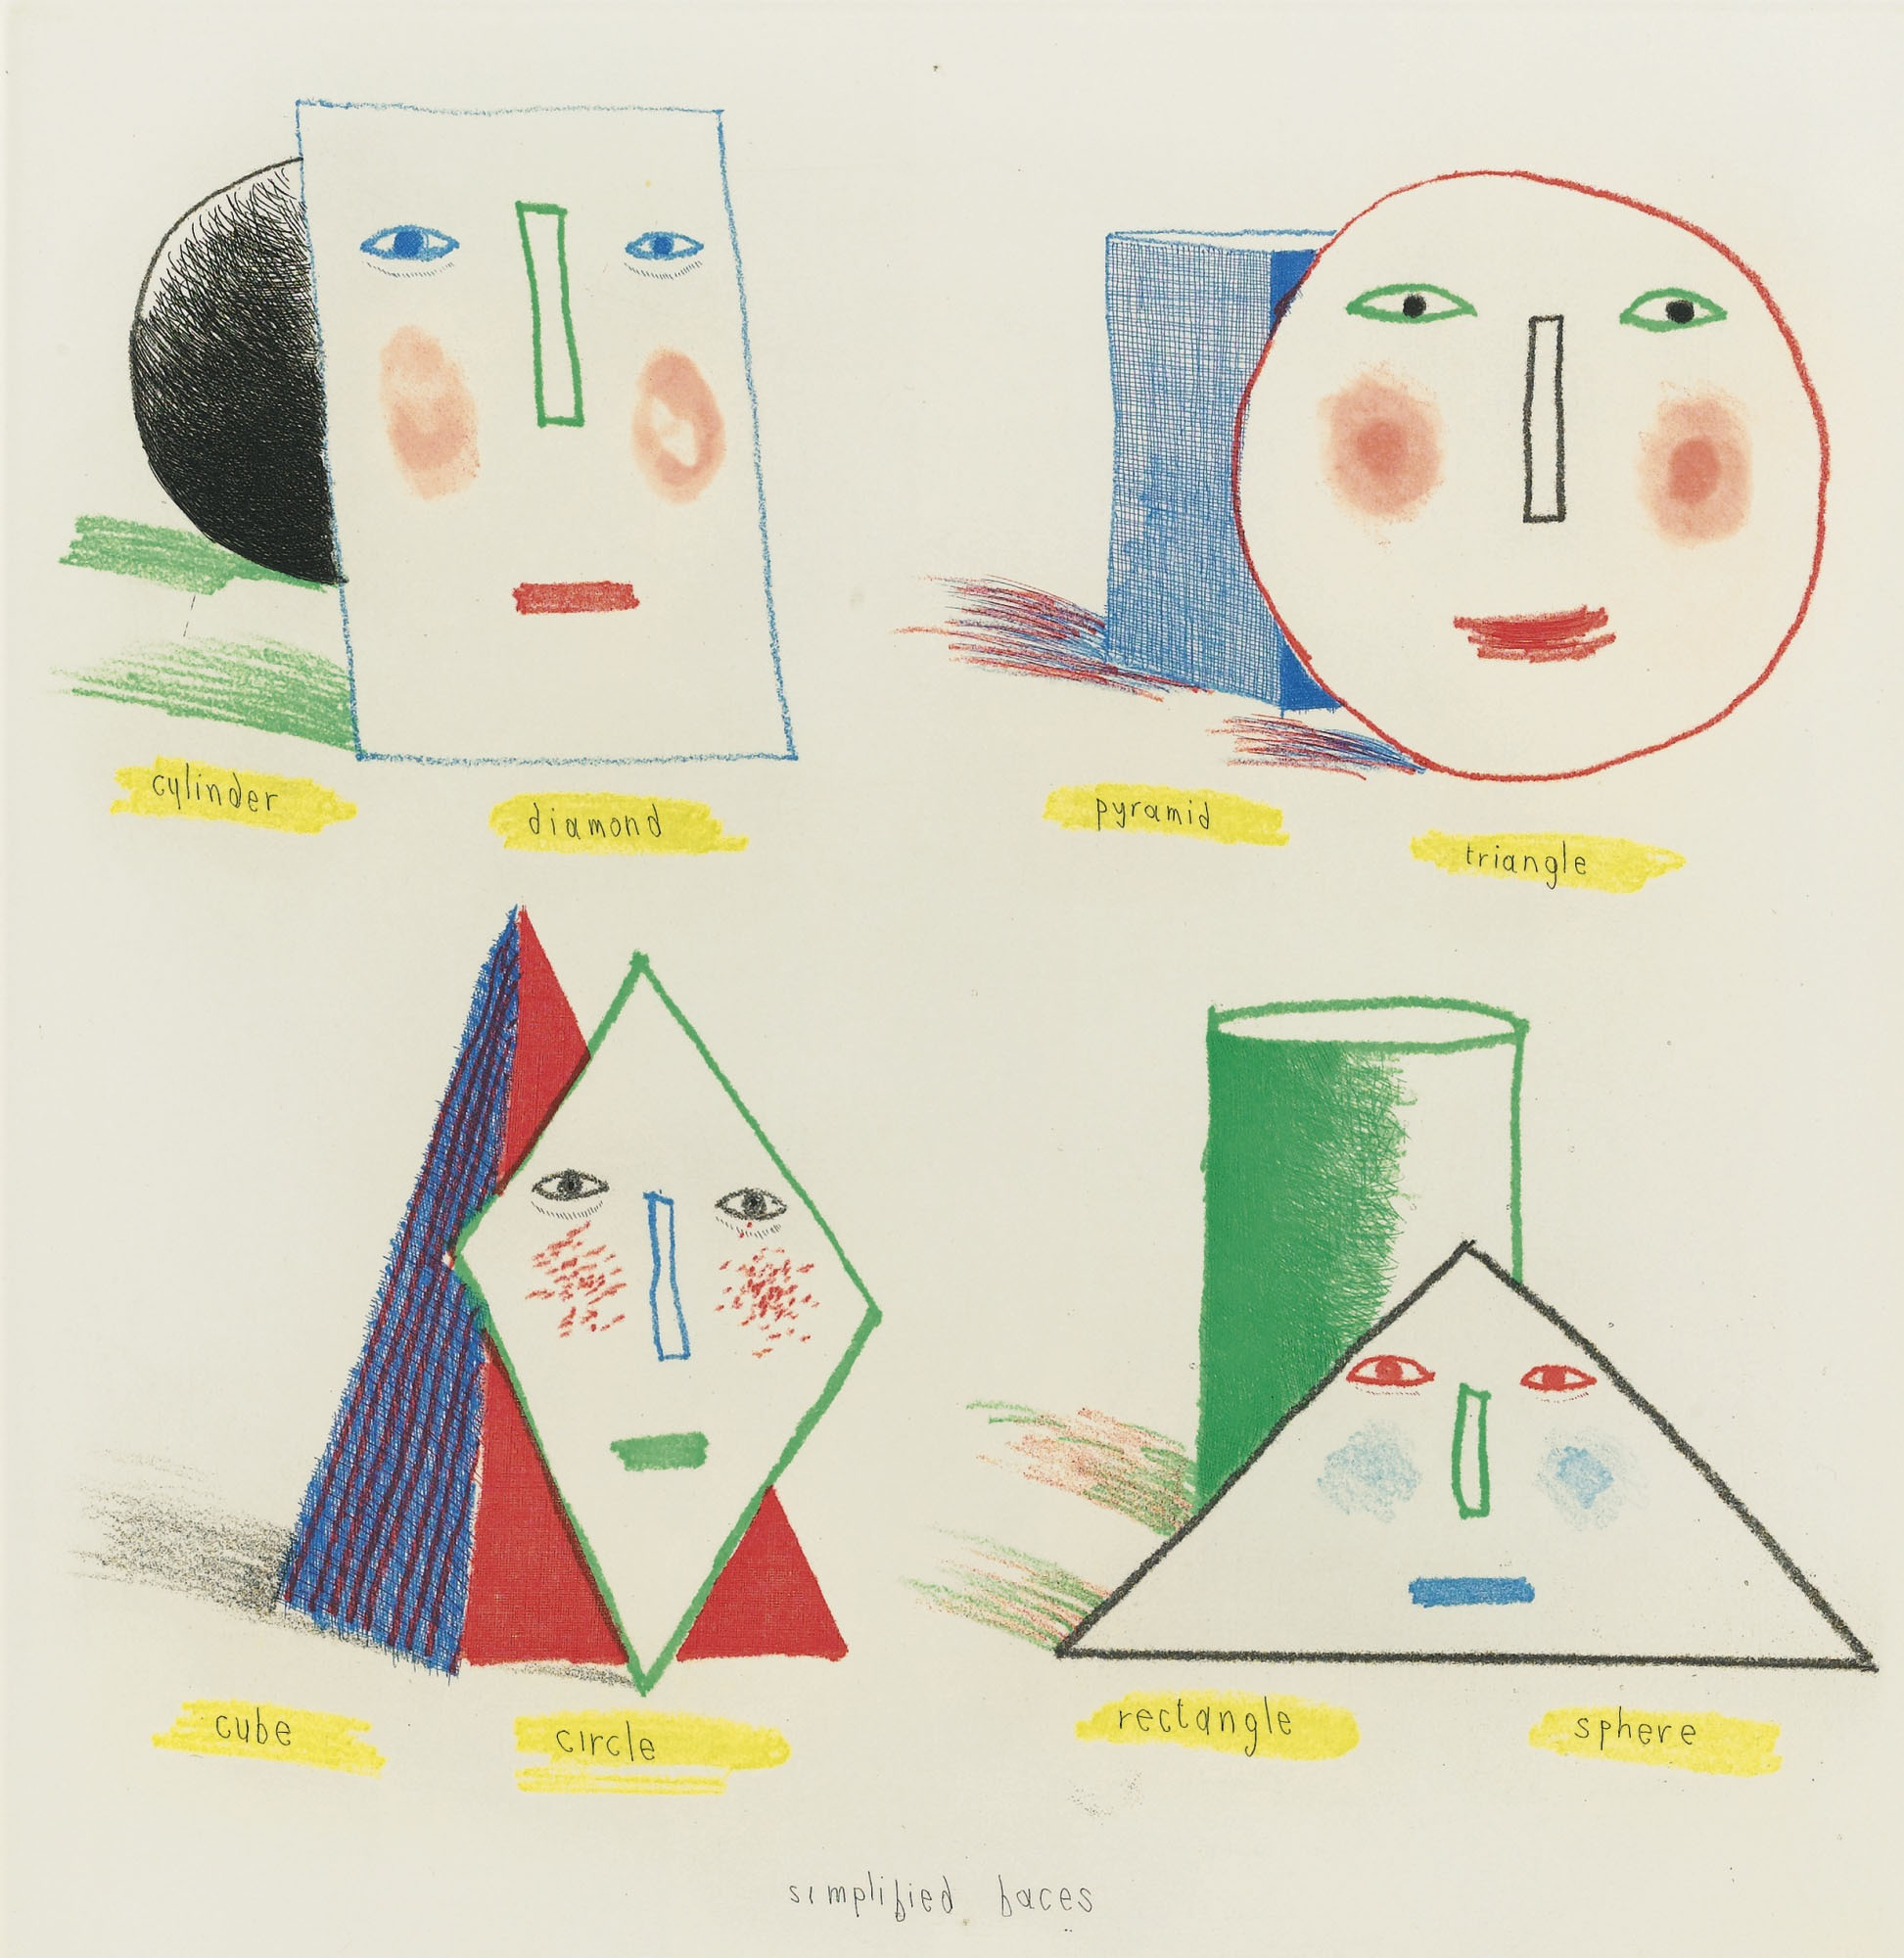 cylinder
diamond
pyramid
triangle
cube
circle
rectangle
sphere
simplified faces